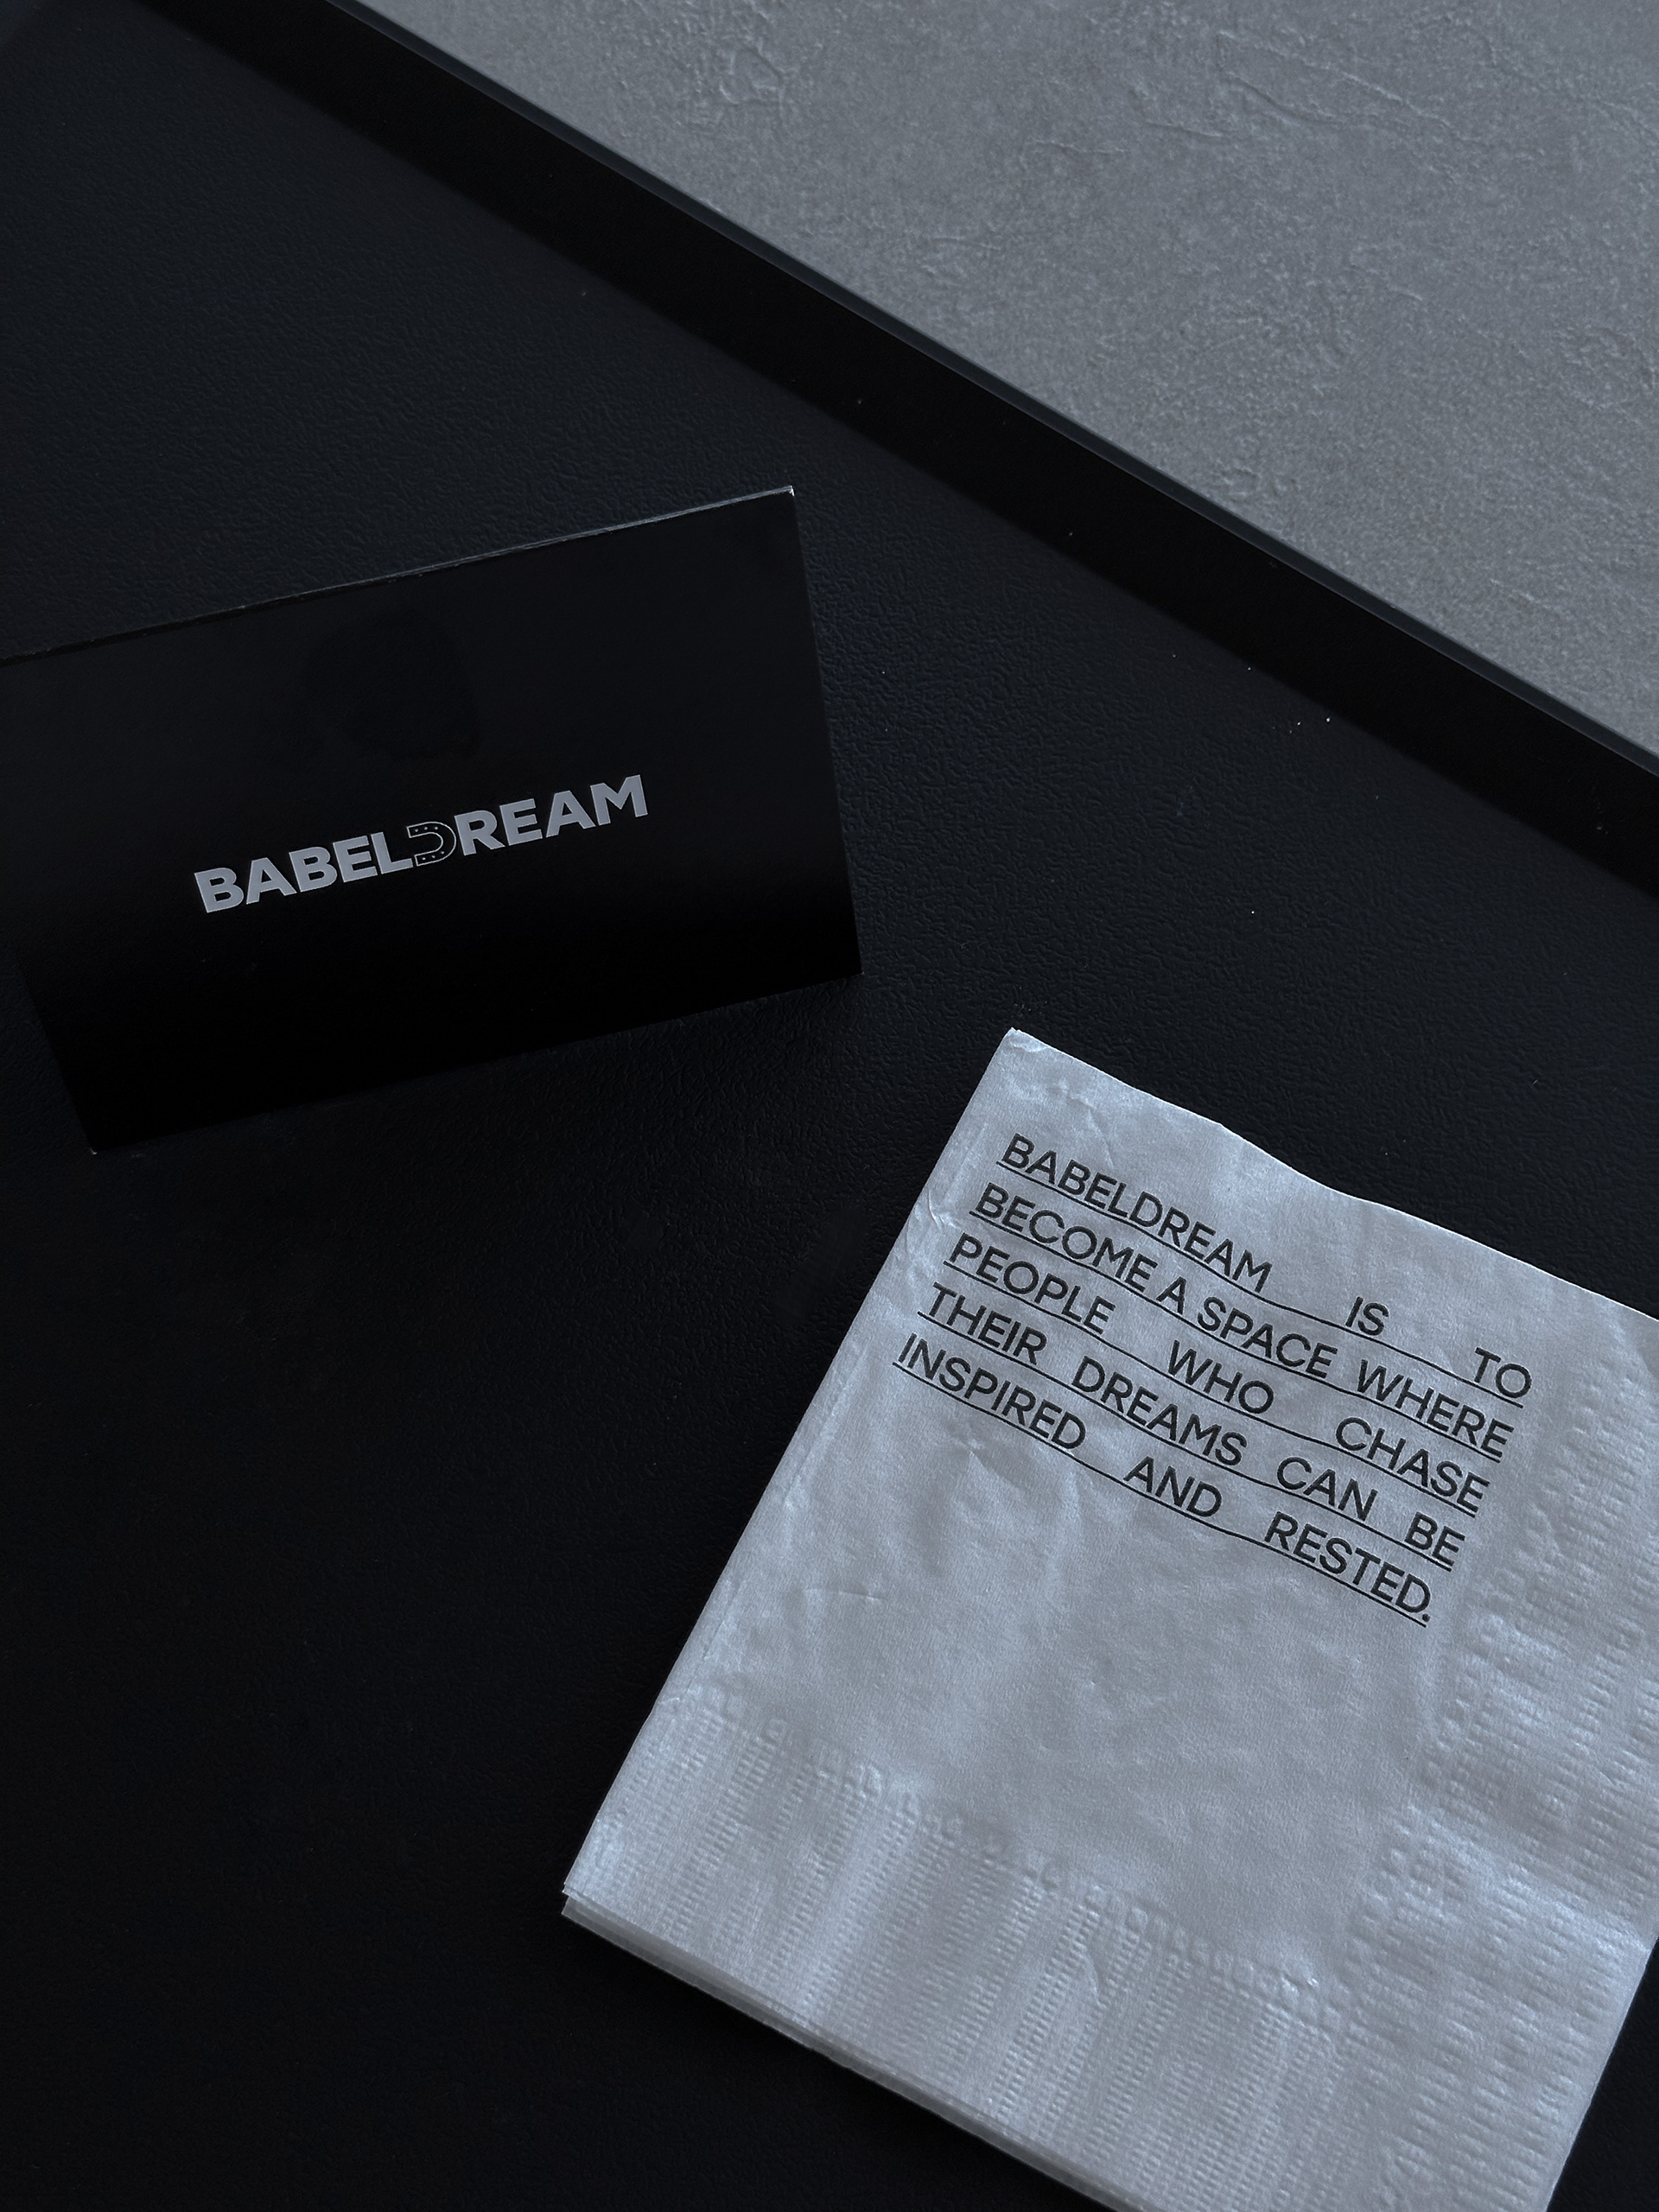 BABELDREAM
BABELDREAM IS TO
BECOME A SPACE WHERE
PEOPLE WHO CHASE
THEIR DREAMS CAN BE
INSPIRED AND RESTED.